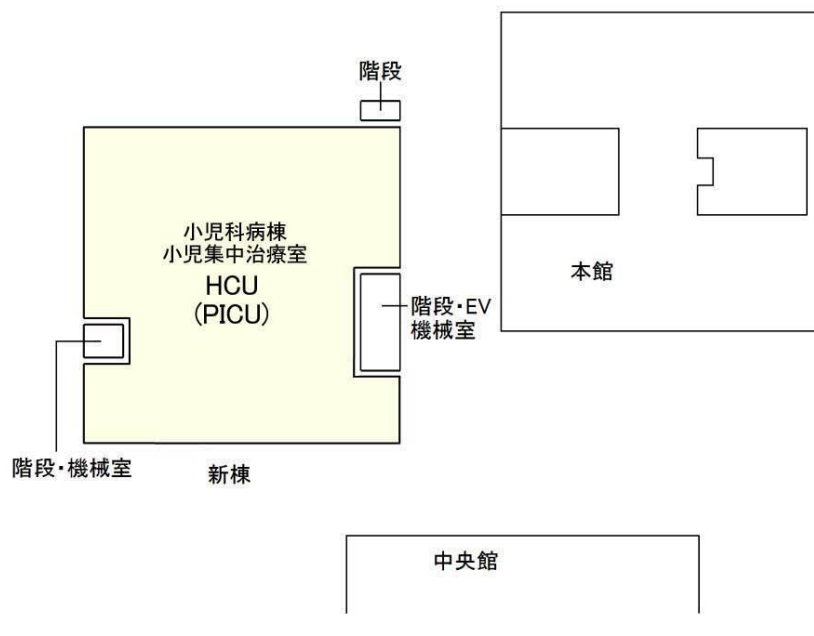 階段
小児科病棟
小児集中治療室
HCU
(PICU)
本館
階段・EV
機械室
階段・機械室
新棟
中央館